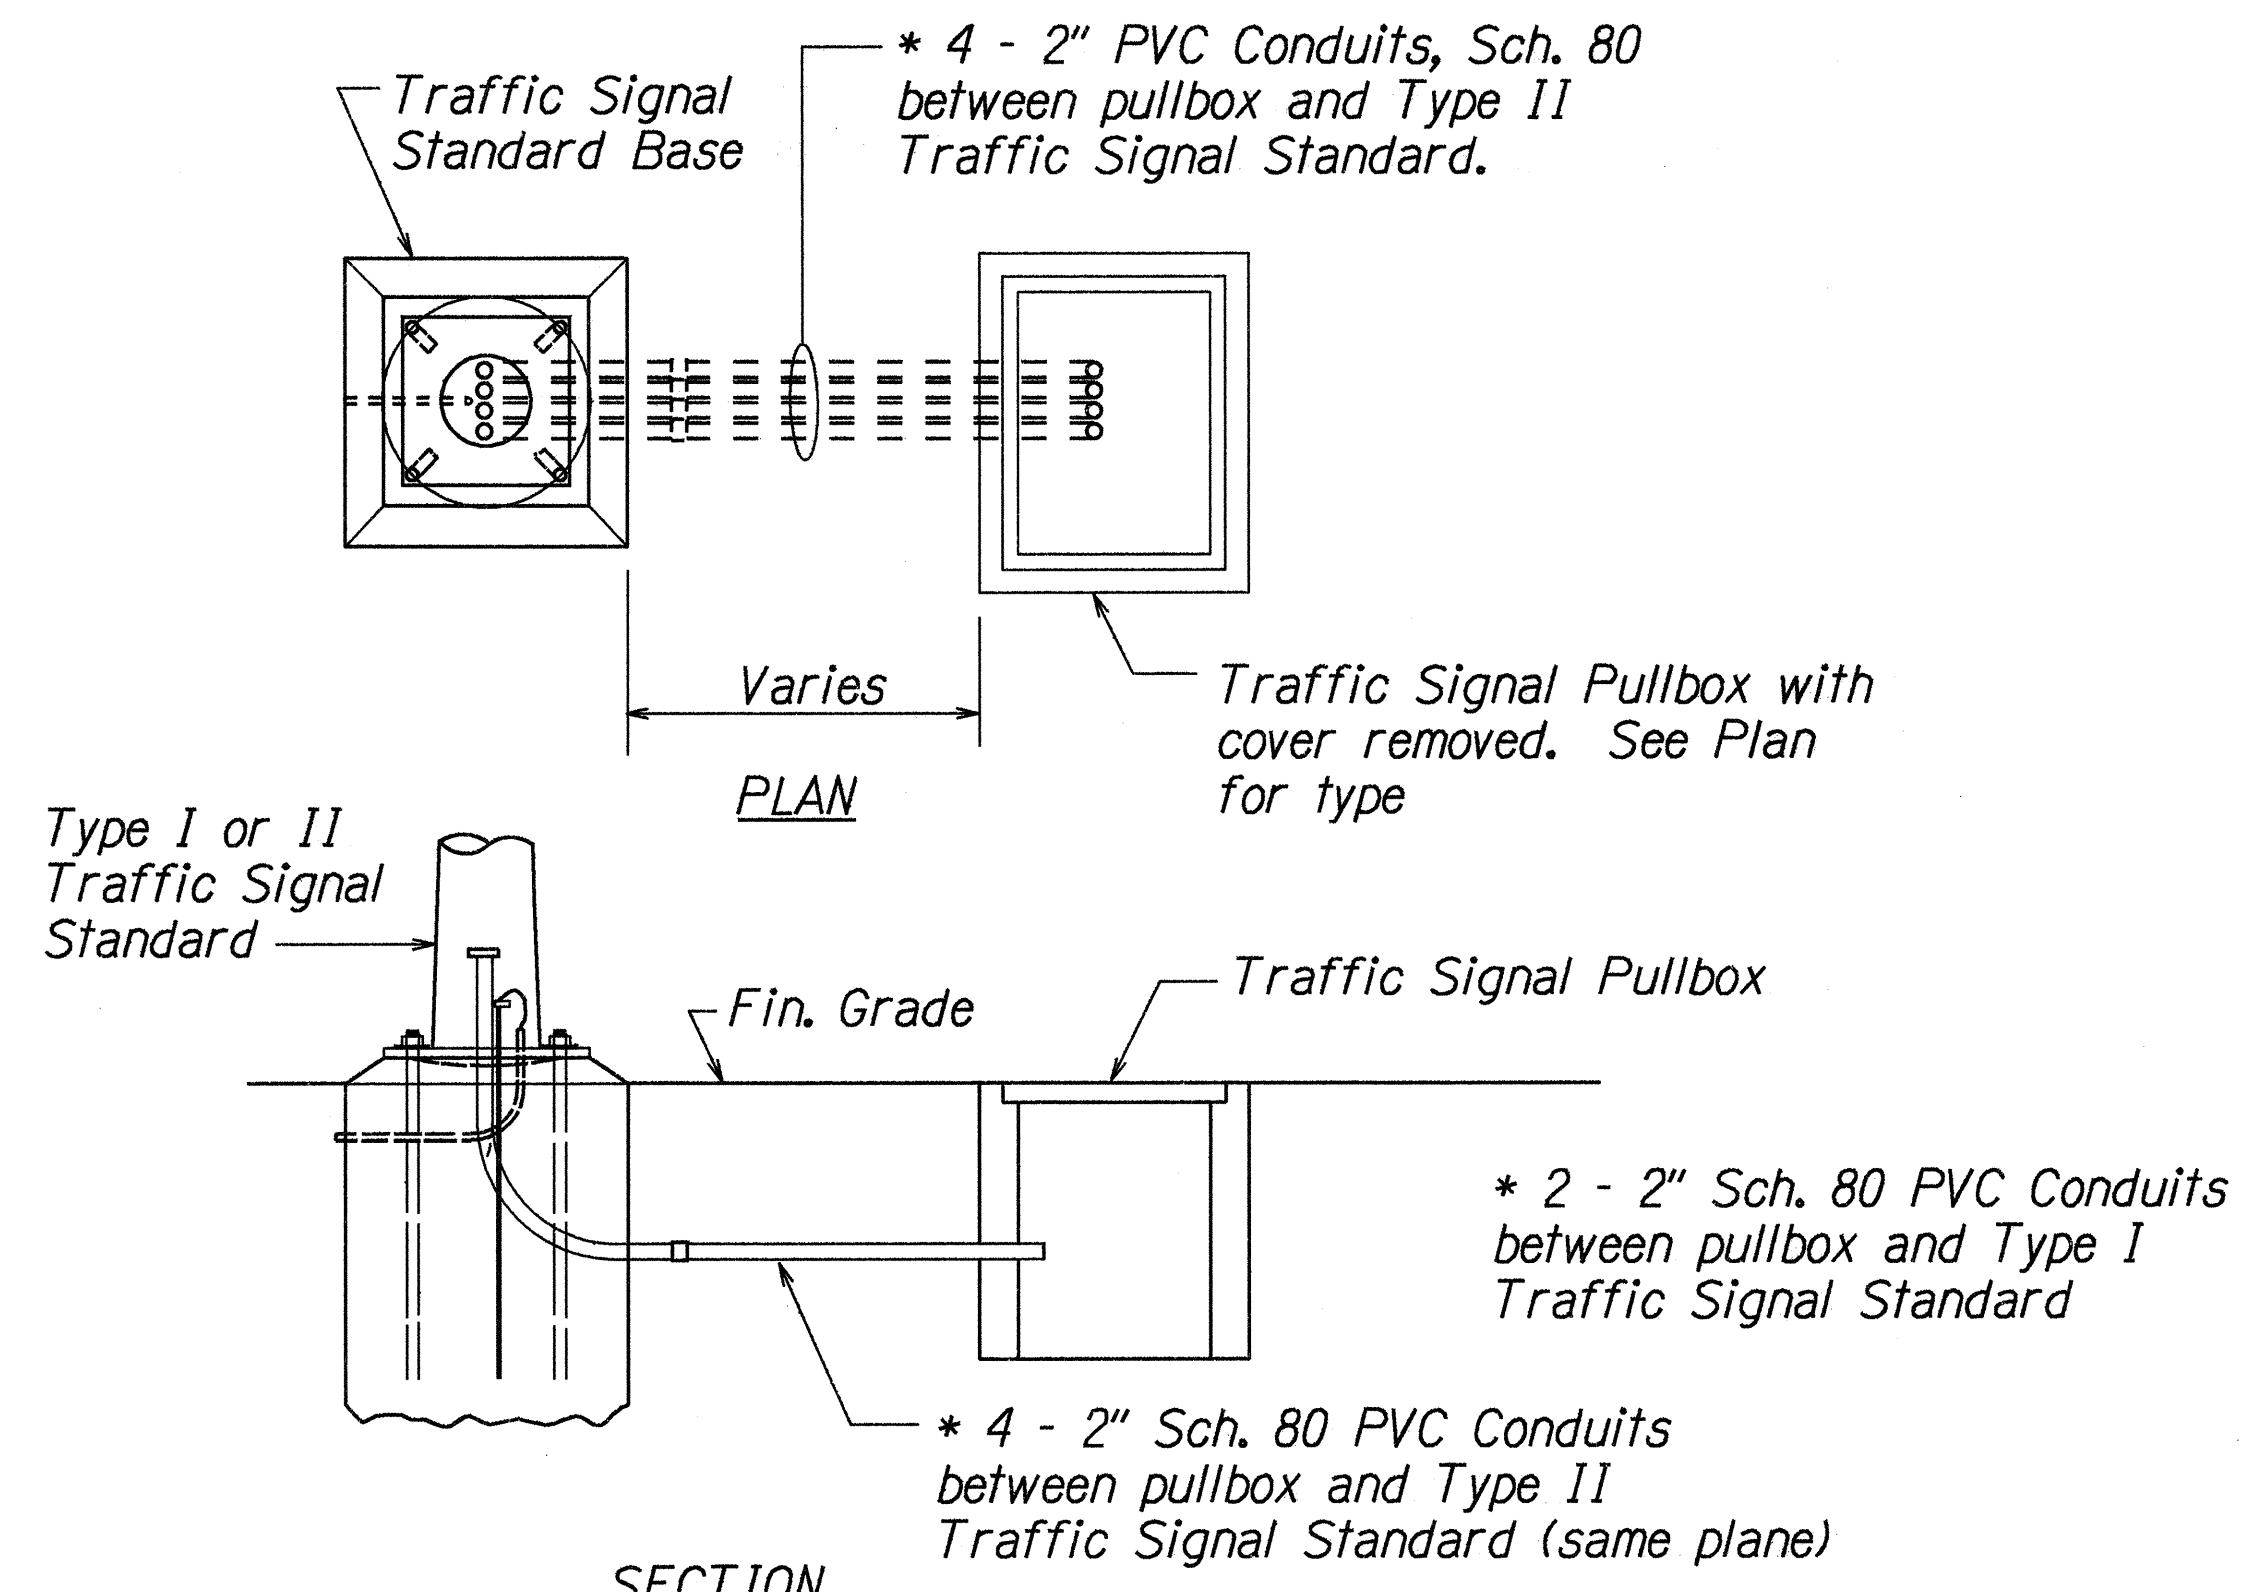 * 4 - 2" PVC Conduits, Sch. 80
between pullbox and Type II
Traffic Signal Standard.
Traffic Signal
Standard Base
Varies
Traffic Signal Pullbox with
cover removed. See Plan
for type
PLAN
Type I or II
Traffic Signal
Standard
Fin. Grade
Traffic Signal Pullbox
* 2 - 2" Sch. 80 PVC Conduits
between pullbox and Type I
Traffic Signal Standard
* 4 - 2" Sch. 80 PVC Conduits
between pullbox and Type II
Traffic Signal Standard (same plane)
SECTION